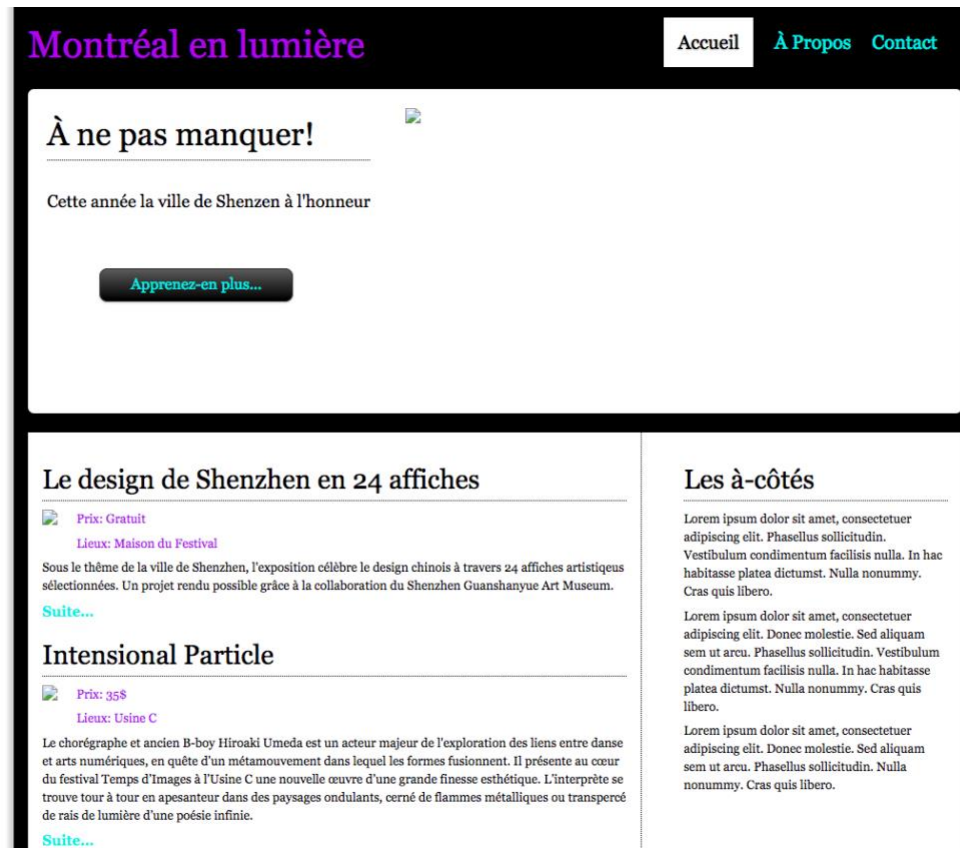 Montréal en lumière
Accueil
À Propos
Contact
À ne pas manquer!
Cette année la ville de Shenzen à l'honneur
Apprenez-en plus...
Le design de Shenzhen en 24 affiches
Prix: Gratuit
Lieux: Maison du Festival
Sous le thême de la ville de Shenzhen, l'exposition célèbre le design chinois à travers 24 affiches artistiqeus
sélectionnées. Un projet rendu possible grâce à la collaboration du Shenzhen Guanshanyue Art Museum.
Suite...
Intensional Particle
Prix: 35$
Lieux: Usine C
Le chorégraphe et ancien B-boy Hiroaki Umeda est un acteur majeur de l'exploration des liens entre danse
et arts numériques, en quête d'un métamouvement dans lequel les formes fusionnent. Il présente au cœur
du festival Temps d'Images à l'Usine C une nouvelle œuvre d'une grande finesse esthétique. L'interprète se
trouve tour à tour en apesanteur dans des paysages ondulants, cerné de flammes métalliques ou transpercé
de rais de lumière d'une poésie infinie.
Suite...
Les à-côtés
Lorem ipsum dolor sit amet, consectetuer
adipiscing elit. Phasellus sollicitudin.
Vestibulum condimentum facilisis nulla. In hac
habitasse platea dictumst. Nulla nonummy.
Cras quis libero.
Lorem ipsum dolor sit amet, consectetuer
adipiscing elit. Donec molestie. Sed aliquam
sem ut arcu. Phasellus sollicitudin. Vestibulum
condimentum facilisis nulla. In hac habitasse
platea dictumst. Nulla nonummy. Cras quis
libero.
Lorem ipsum dolor sit amet, consectetuer
adipiscing elit. Donec molestie. Sed aliquam
sem ut arcu. Phasellus sollicitudin. Nulla
nonummy. Cras quis libero.